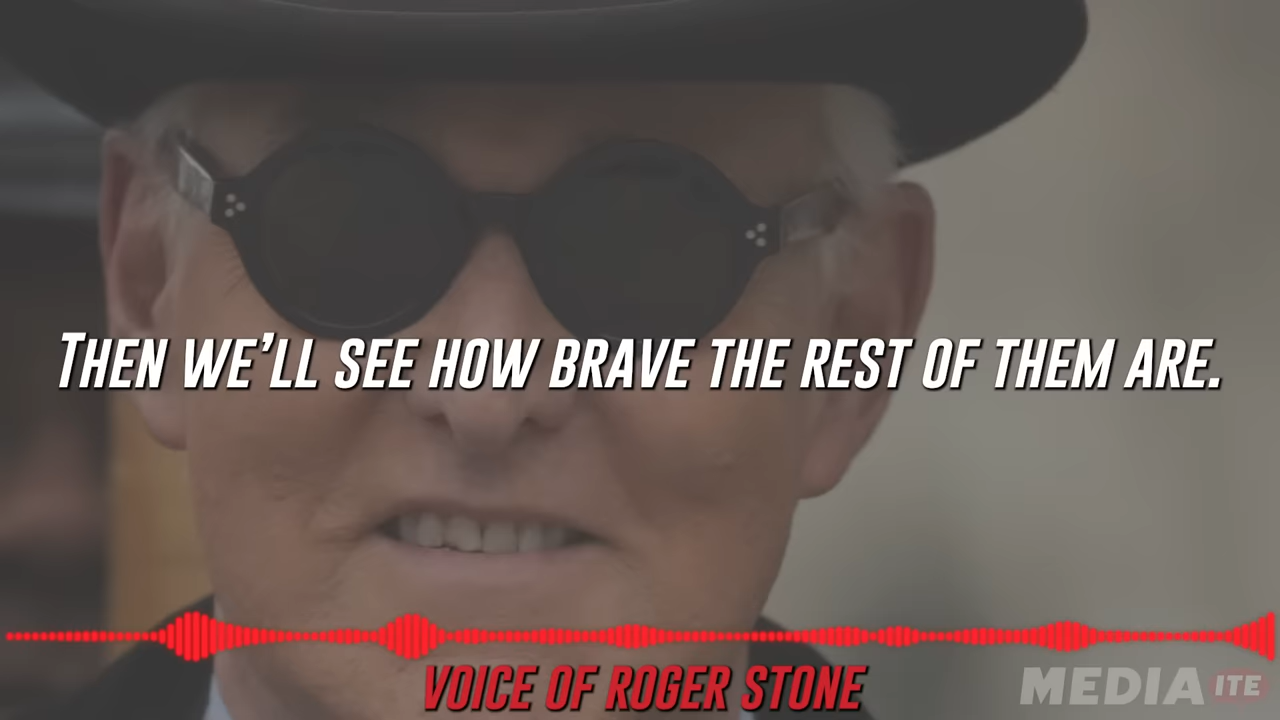 Then we’ll see how brave the rest of them are.
VOICE OF ROGER STONE
MEDIAITE